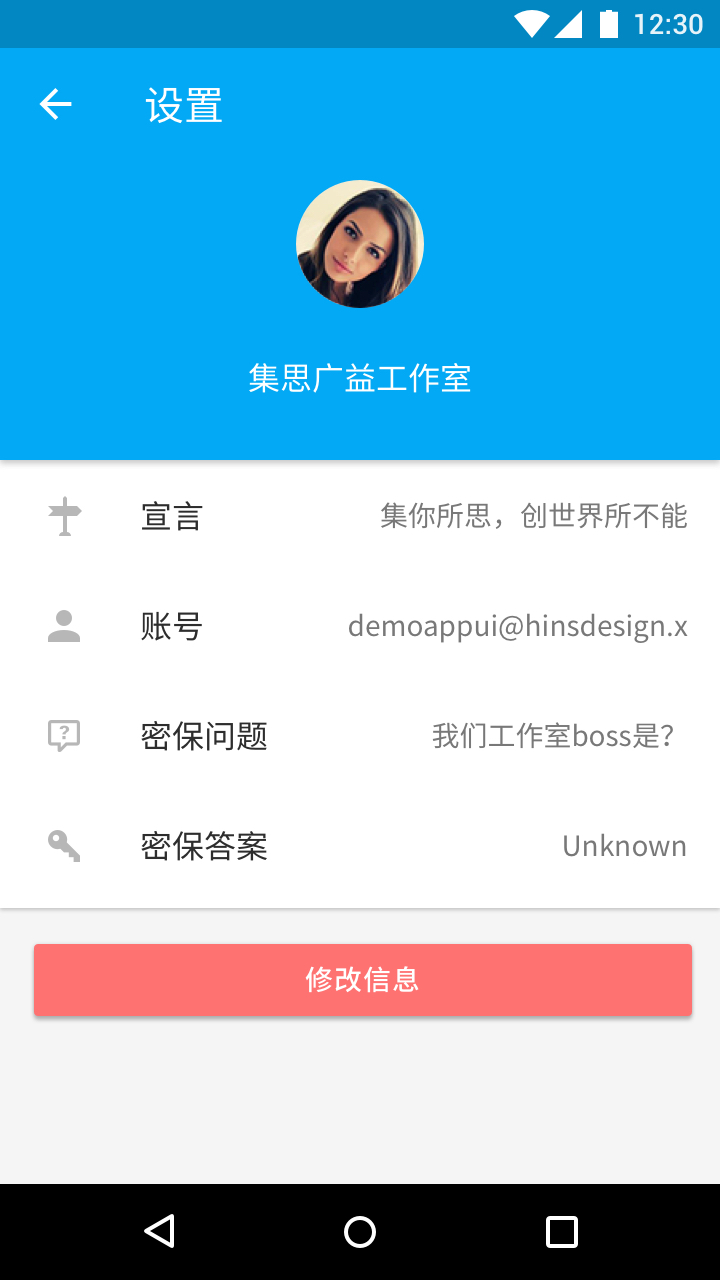 12:30
设置
集思广益工作室
宣言 集你所思，创世界所不能
账号 demoappui@hinsdesign.x
密保问题 我们工作室boss是？
密保答案 Unknown
修改信息